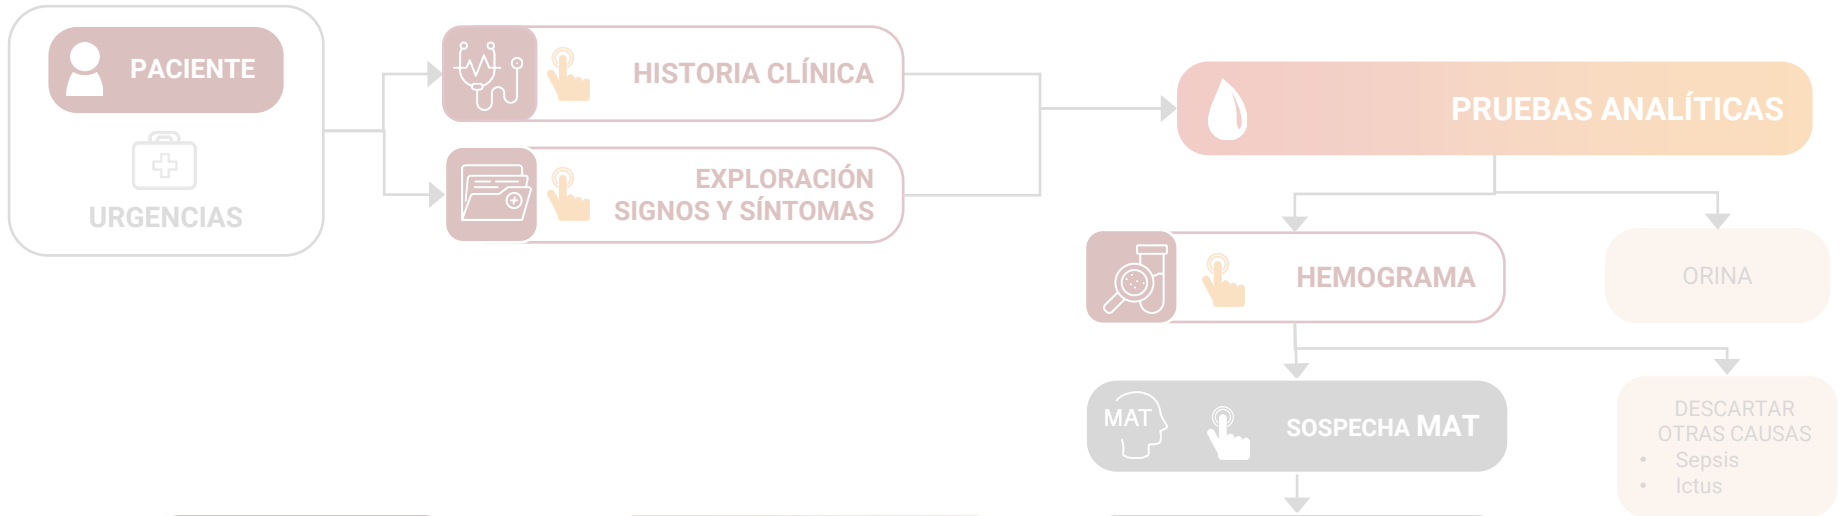 PACIENTE
URGENCIAS
HISTORIA CLÍNICA
EXPLORACIÓN
SIGNOS Y SÍNTOMAS
PRUEBAS ANALÍTICAS
HEMOGRAMA
ORINA
MAT
SOSPECHA MAT
DESCARTAR
OTRAS CAUSAS
• Sepsis
• Ictus